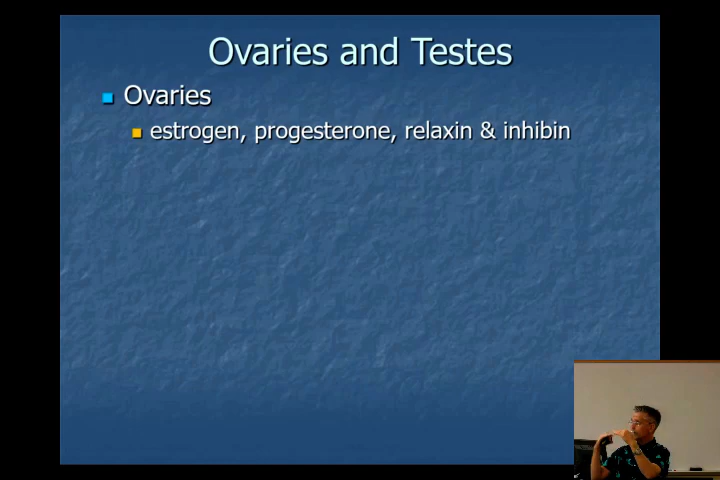 Ovaries and Testes
Ovaries
estrogen, progesterone, relaxin & inhibin